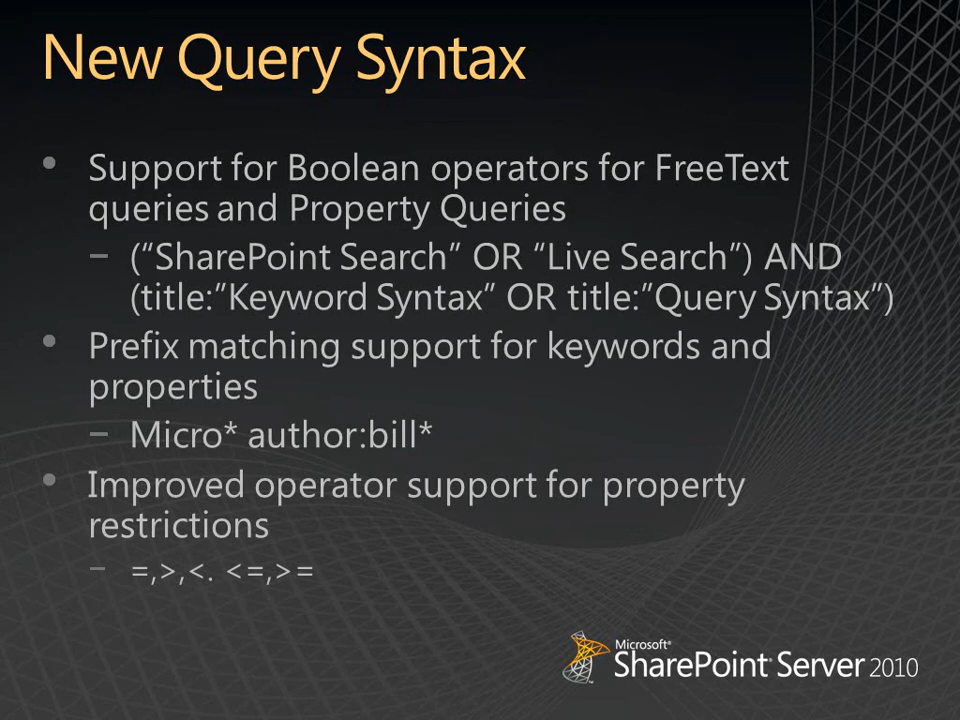 New Query Syntax
• Support for Boolean operators for FreeText
queries and Property Queries
– (“SharePoint Search” OR “Live Search”) AND
(title:”Keyword Syntax” OR title:”Query Syntax”)
• Prefix matching support for keywords and
properties
– Micro* author:bill*
• Improved operator support for property
restrictions
– =,>,<. <=,>=
Microsoft®
SharePoint® Server 2010